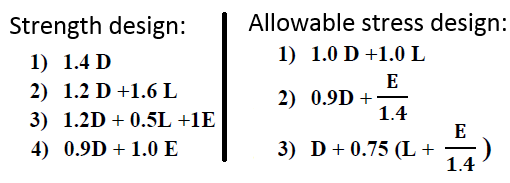 Strength design:
1) 1.4 D
2) 1.2 D +1.6 L
3) 1.2D + 0.5L +1E
4) 0.9D + 1.0 E
Allowable stress design:
1) 1.0 D +1.0 L
2) 0.9D + E/1.4
3) D + 0.75 (L + E/1.4 )